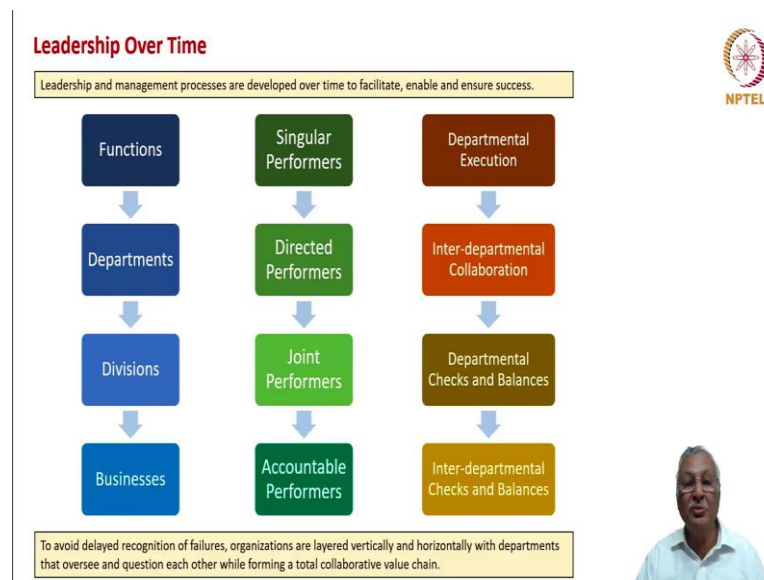 Leadership Over Time
NPTEL
Leadership and management processes are developed over time to facilitate, enable and ensure success.
Functions
Departments
Divisions
Businesses
Singular
Performers
Directed
Performers
Joint
Performers
Accountable
Performers
Departmental
Execution
Inter-departmental
Collaboration
Departmental
Checks and Balances
Inter-departmental
Checks and Balances
To avoid delayed recognition of failures, organizations are layered vertically and horizontally with departments
that oversee and question each other while forming a total collaborative value chain.